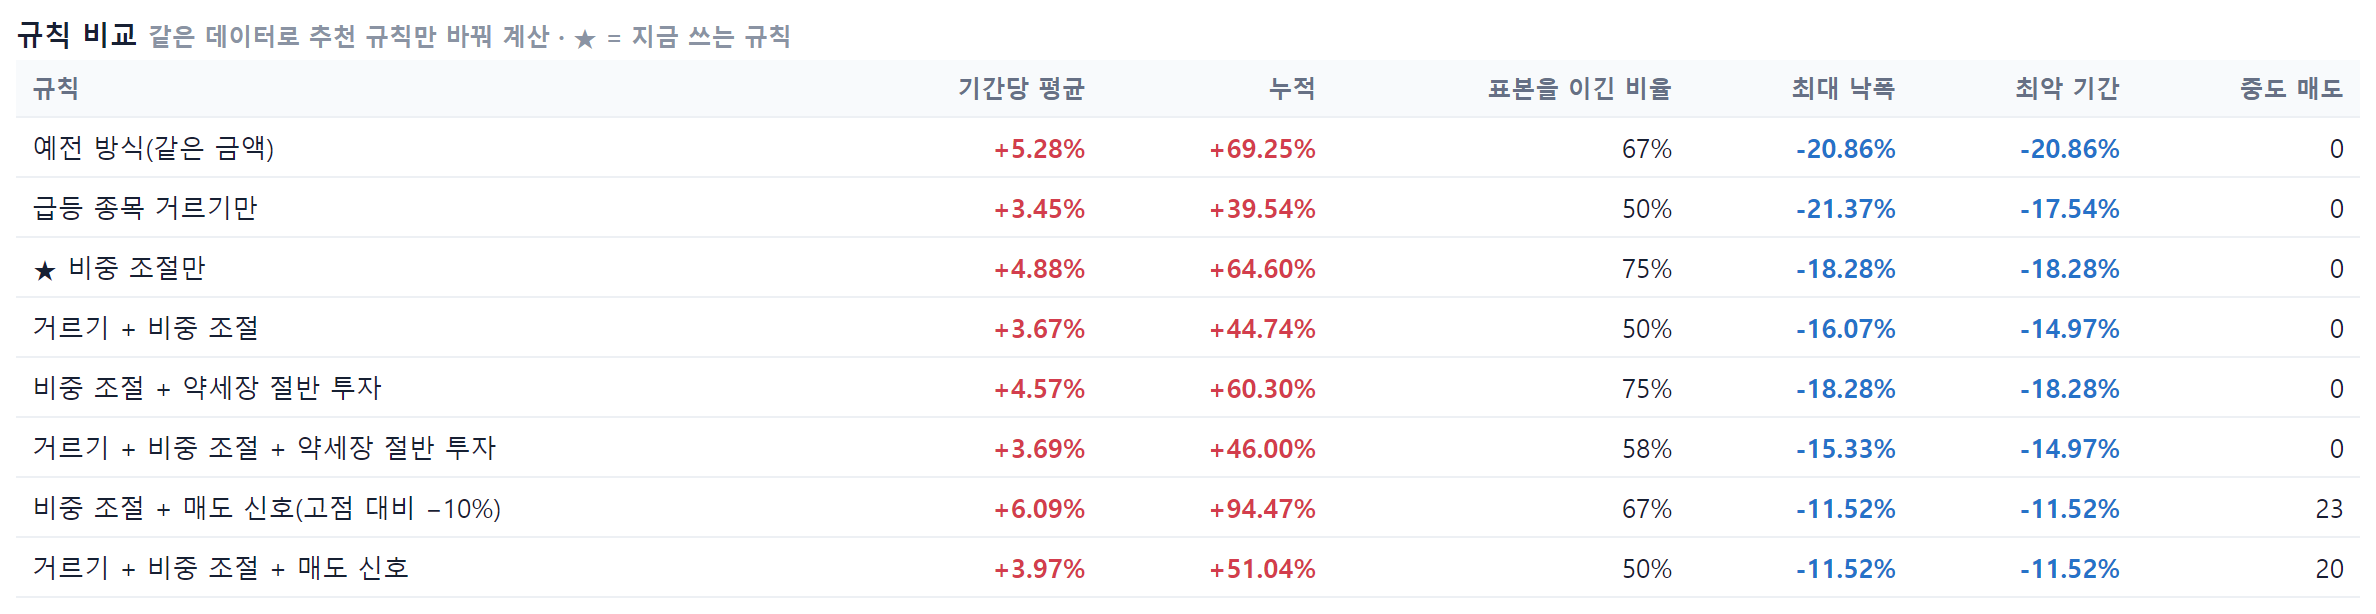 규칙 비교 같은 데이터로 추천 규칙만 바꿔 계산 · ★ = 지금 쓰는 규칙
규칙 기간당 평균 누적 표본을 이긴 비율 최대 낙폭 최악 기간 중도 매도
예전 방식(같은 금액) +5.28% +69.25% 67% -20.86% -20.86% 0
급등 종목 거르기만 +3.45% +39.54% 50% -21.37% -17.54% 0
★ 비중 조절만 +4.88% +64.60% 75% -18.28% -18.28% 0
거르기 + 비중 조절 +3.67% +44.74% 50% -16.07% -14.97% 0
비중 조절 + 약세장 절반 투자 +4.57% +60.30% 75% -18.28% -18.28% 0
거르기 + 비중 조절 + 약세장 절반 투자 +3.69% +46.00% 58% -15.33% -14.97% 0
비중 조절 + 매도 신호(고점 대비 −10%) +6.09% +94.47% 67% -11.52% -11.52% 23
거르기 + 비중 조절 + 매도 신호 +3.97% +51.04% 50% -11.52% -11.52% 20